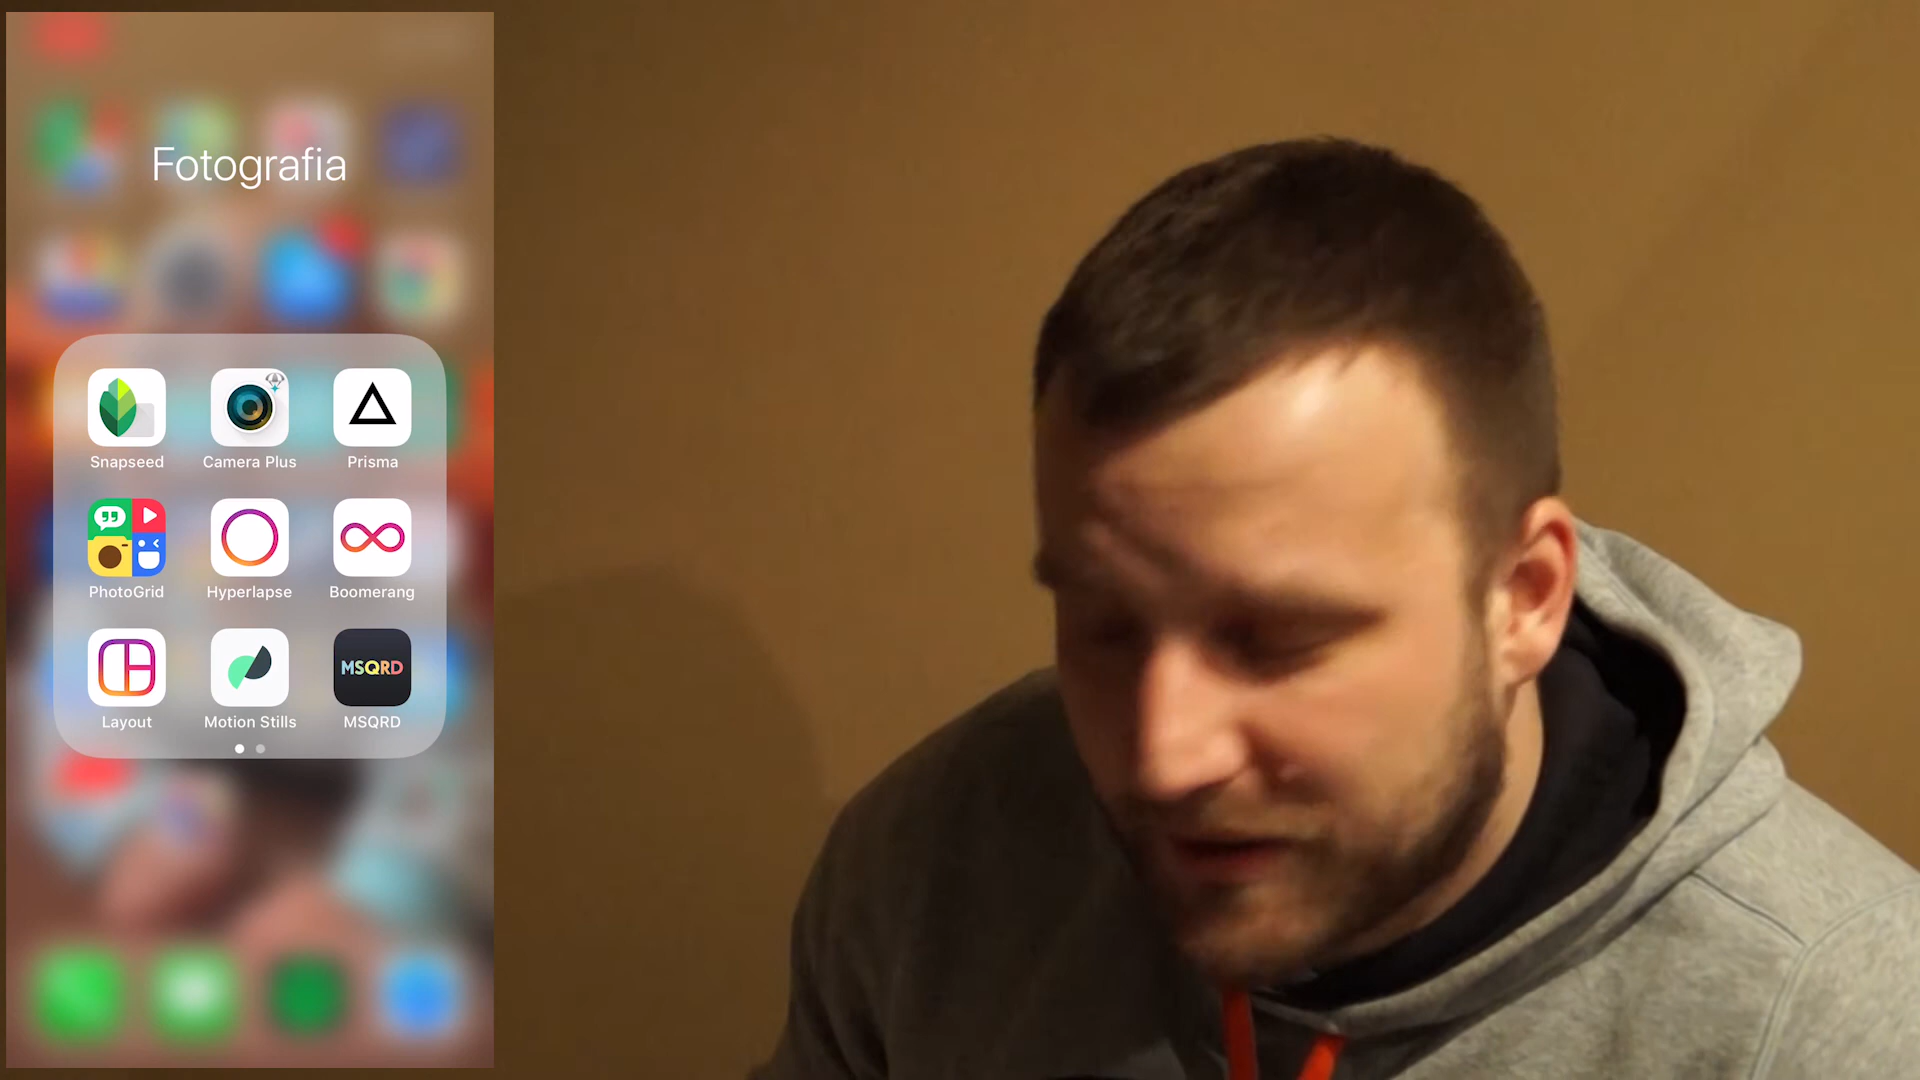 Fotografia
Snapseed Camera Plus Prisma
PhotoGrid Hyperlapse Boomerang
MSQRD
Layout Motion Stills MSQRD